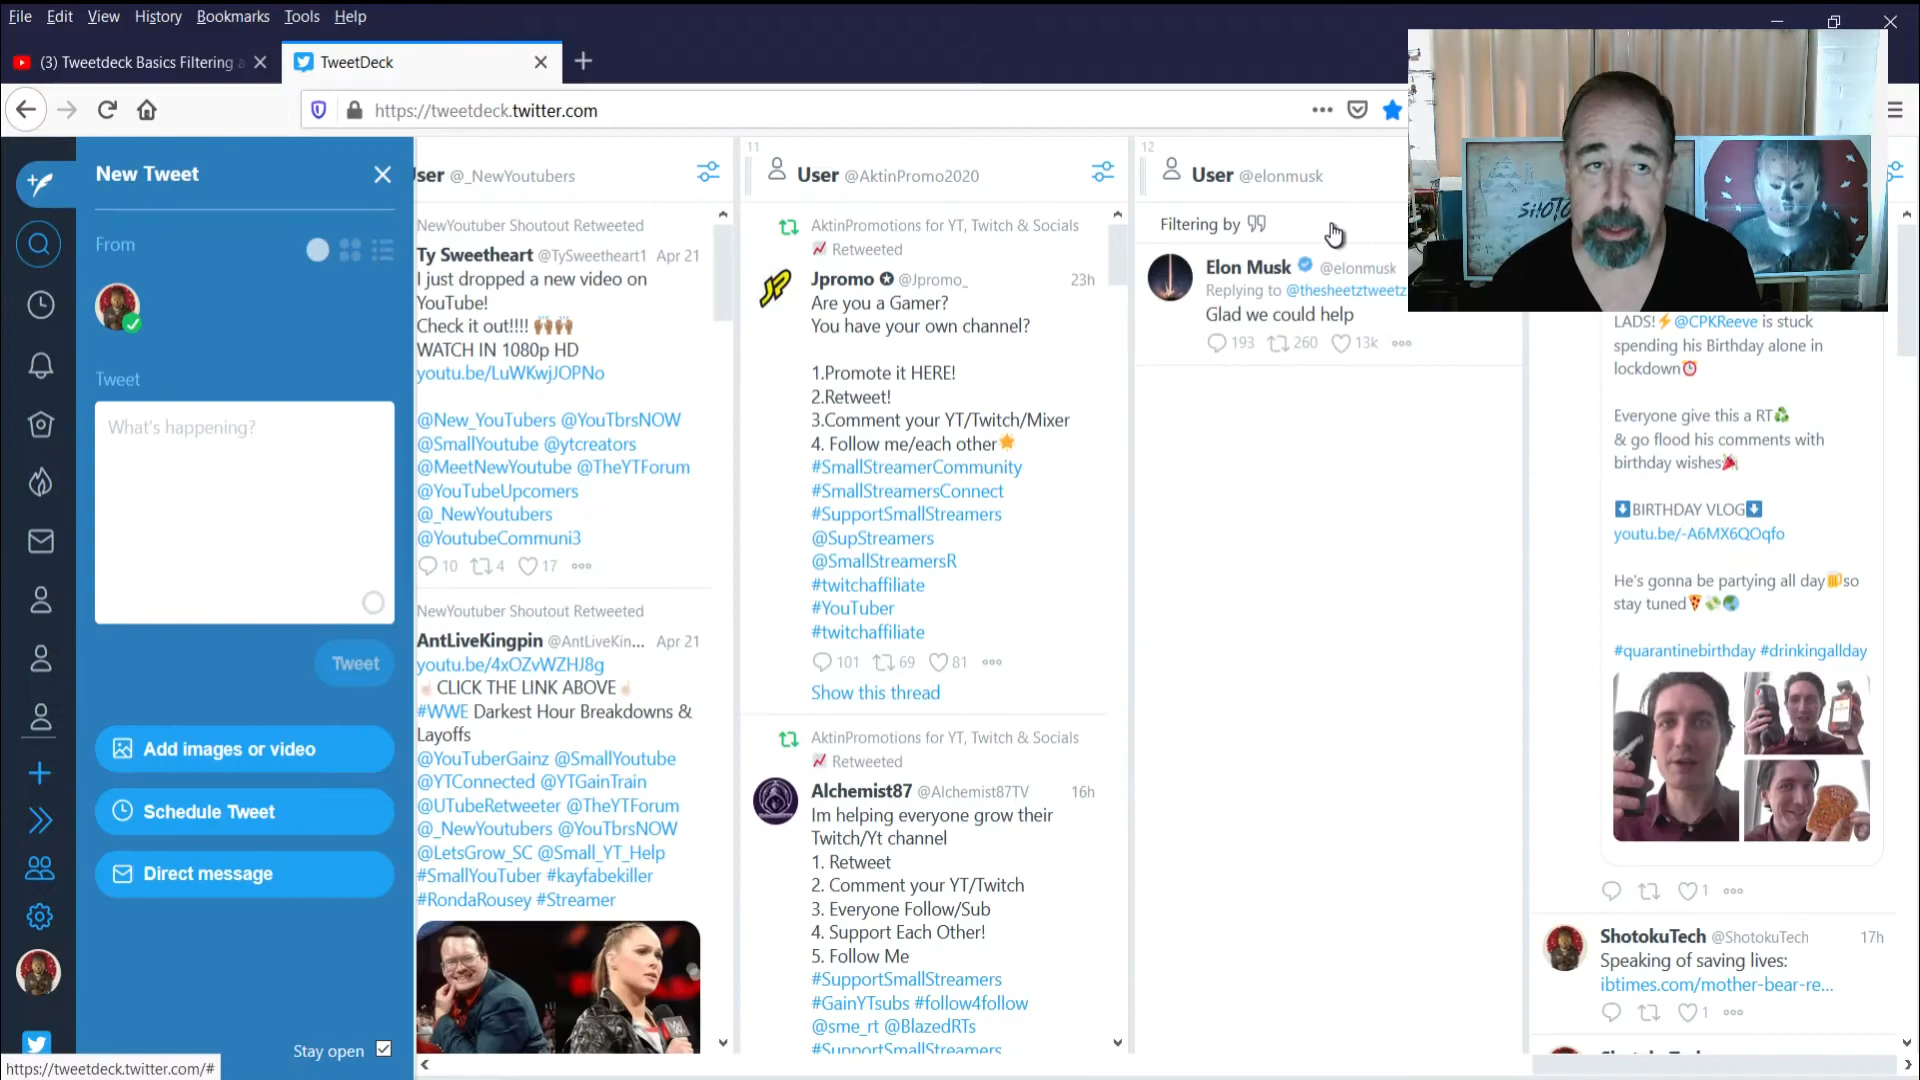 File Edit View History Bookmarks Tools Help
(3) Tweetdeck Basics Filtering a
TweetDeck
https://tweetdeck.twitter.com
New Tweet
From
Tweet
What's happening?
Tweet
Add images or video
Schedule Tweet
Direct message
Stay open
https://tweetdeck.twitter.com/#
User @_NewYoutubers
NewYoutuber Shoutout Retweeted
Ty Sweetheart @TySweetheart1 Apr 21
I just dropped a new video on
YouTube!
Check it out!!!! 🙌🏽🙌🏽
WATCH IN 1080p HD
youtu.be/LuWKwjJOPNo
@New_YouTubers @YouTbrsNOW
@SmallYoutube @ytcreators
@MeetNewYoutube @TheYTForum
@YouTubeUpcomers
@_NewYoutubers
@YoutubeCommuni3
10 4 17
NewYoutuber Shoutout Retweeted
AntLiveKingpin @AntLiveKin... Apr 21
youtu.be/4xOZvWZHJ8g
☝🏻CLICK THE LINK ABOVE☝🏻
#WWE Darkest Hour Breakdowns &
Layoffs
@YouTuberGainz @SmallYoutube
@YTConnected @YTGainTrain
@UTubeRetweeter @TheYTForum
@_NewYoutubers @YouTbrsNOW
@LetsGrow_SC @Small_YT_Help
#SmallYouTuber #kayfabekiller
#RondaRousey #Streamer
11
User @AktinPromo2020
AktinPromotions for YT, Twitch & Socials
📈 Retweeted
Jpromo ✪ @Jpromo_ 23h
Are you a Gamer?
You have your own channel?
1.Promote it HERE!
2.Retweet!
3.Comment your YT/Twitch/Mixer
4. Follow me/each other🌟
#SmallStreamerCommunity
#SmallStreamersConnect
#SupportSmallStreamers
@SupStreamers
@SmallStreamersR
#twitchaffiliate
#YouTuber
#twitchaffiliate
101 69 81
Show this thread
AktinPromotions for YT, Twitch & Socials
📈 Retweeted
Alchemist87 @Alchemist87TV 16h
Im helping everyone grow their
Twitch/Yt channel
1. Retweet
2. Comment your YT/Twitch
3. Everyone Follow/Sub
4. Support Each Other!
5. Follow Me
#SupportSmallStreamers
#GainYTsubs #follow4follow
@sme_rt @BlazedRTs
#SupportSmallStreamers
12
User @elonmusk
Filtering by
Elon Musk @elonmusk
Replying to @thesheetztweetz
Glad we could help
193 260 13k
LADS!⚡@CPKReeve is stuck
spending his Birthday alone in
lockdown⏰
Everyone give this a RT♻
& go flood his comments with
birthday wishes🎉
⬇BIRTHDAY VLOG⬇
youtu.be/-A6MX6QOqfo
He's gonna be partying all day🍻so
stay tuned🍕💸🌏
#quarantinebirthday #drinkingallday
1
ShotokuTech @ShotokuTech 17h
Speaking of saving lives:
ibtimes.com/mother-bear-re...
1